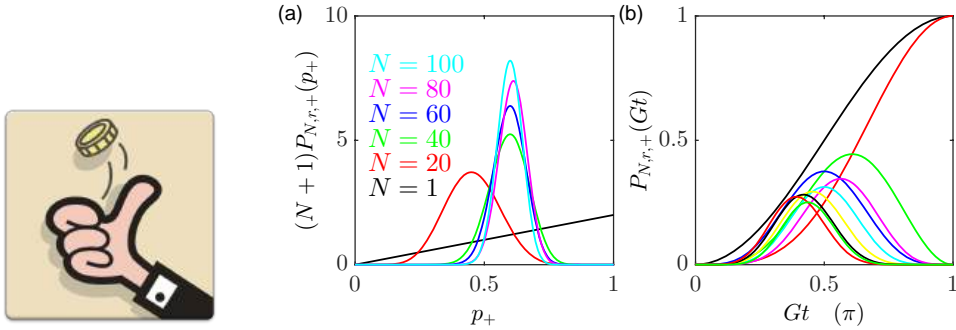 (a)
(N + 1)P_{N,r,+}(p_+)
10
5
0
N = 100
N = 80
N = 60
N = 40
N = 20
N = 1
0
0.5
1
p_+
(b)
P_{N,r,+}(Gt)
1
0.5
0
0
0.5
1
Gt (π)